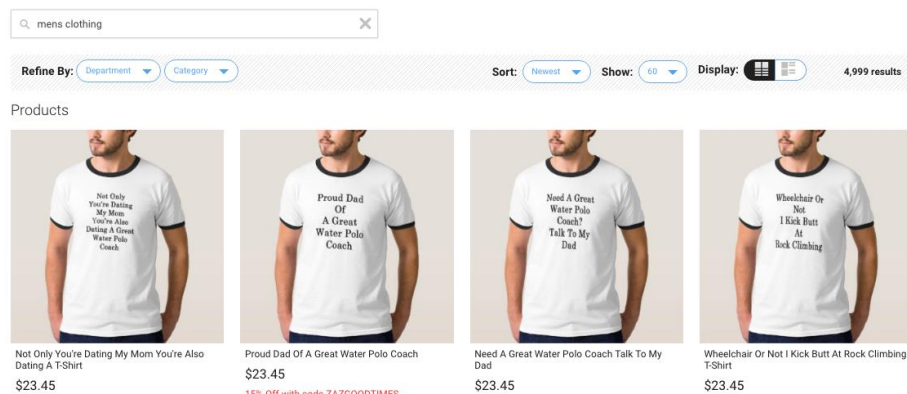 mens clothing
Refine By: Department Category Sort: Newest Show: 60 Display: 4,999 results
Products
Not Only
You're Dating
My Mom
You're Also
Dating A Great
Water Polo
Coach
Proud Dad
Of
A Great
Water Polo
Coach
Need A Great
Water Polo
Coach?
Talk To My
Dad
Wheelchair Or
Not
I Kick Butt
At
Rock Climbing
Not Only You're Dating My Mom You're Also
Dating A T-Shirt
$23.45
Proud Dad Of A Great Water Polo Coach
$23.45
15% Off with code ZAZGOODTIMES
Need A Great Water Polo Coach Talk To My
Dad
$23.45
Wheelchair Or Not I Kick Butt At Rock Climbing
T-Shirt
$23.45